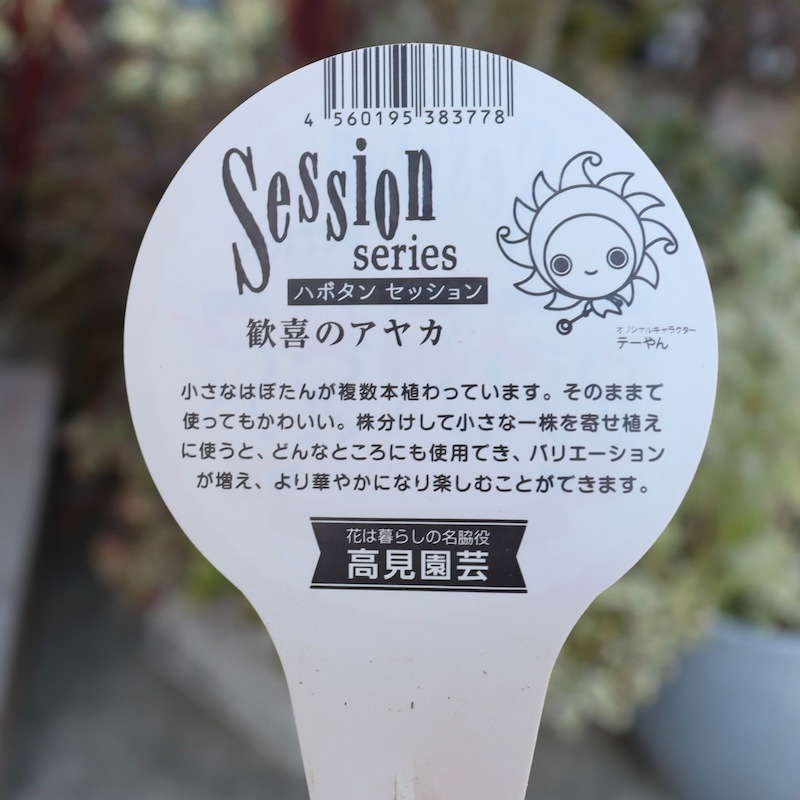 4 560195 383778
Session
series
ハボタン セッション
歓喜のアヤカ
オリジナルキャラクター
テーやん
小さなはぼたんが複数本植わっています。そのままで
使ってもかわいい。株分けして小さな一株を寄せ植え
に使うと、どんなところにも使用でき、バリエーション
が増え、より華やかになり楽しむことができます。
花は暮らしの名脇役
高見園芸